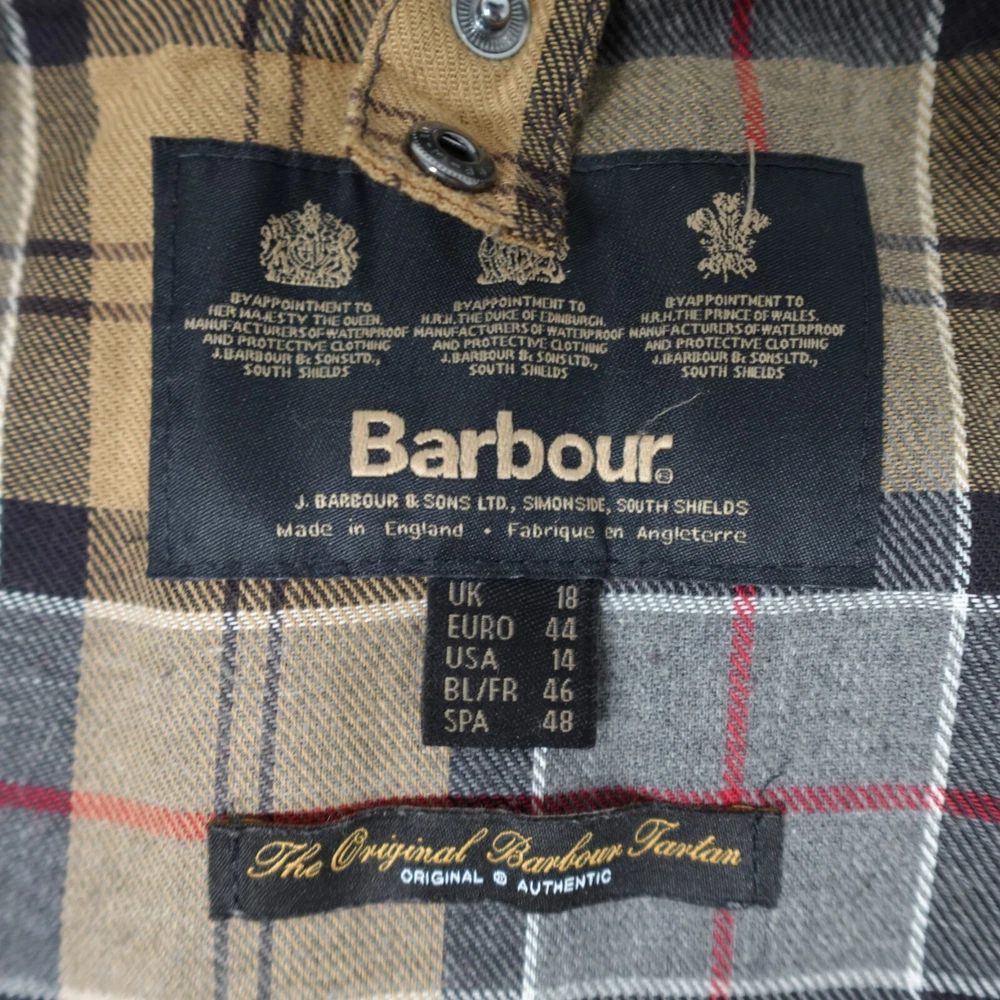 BY APPOINTMENT TO
HER MAJESTY THE QUEEN.
MANUFACTURERS OF WATERPROOF
AND PROTECTIVE CLOTHING
J. BARBOUR & SONS LTD.,
SOUTH SHIELDS
BY APPOINTMENT TO
H.R.H. THE DUKE OF EDINBURGH.
MANUFACTURERS OF WATERPROOF
AND PROTECTIVE CLOTHING
J. BARBOUR & SONS LTD.,
SOUTH SHIELDS
BY APPOINTMENT TO
H.R.H. THE PRINCE OF WALES.
MANUFACTURERS OF WATERPROOF
AND PROTECTIVE CLOTHING
J. BARBOUR & SONS LTD.,
SOUTH SHIELDS
Barbour®
J. BARBOUR & SONS LTD., SIMONSIDE, SOUTH SHIELDS
Made in England • Fabrique en Angleterre
UK 18
EURO 44
USA 14
BL/FR 46
SPA 48
The Original Barbour Tartan
ORIGINAL ® AUTHENTIC